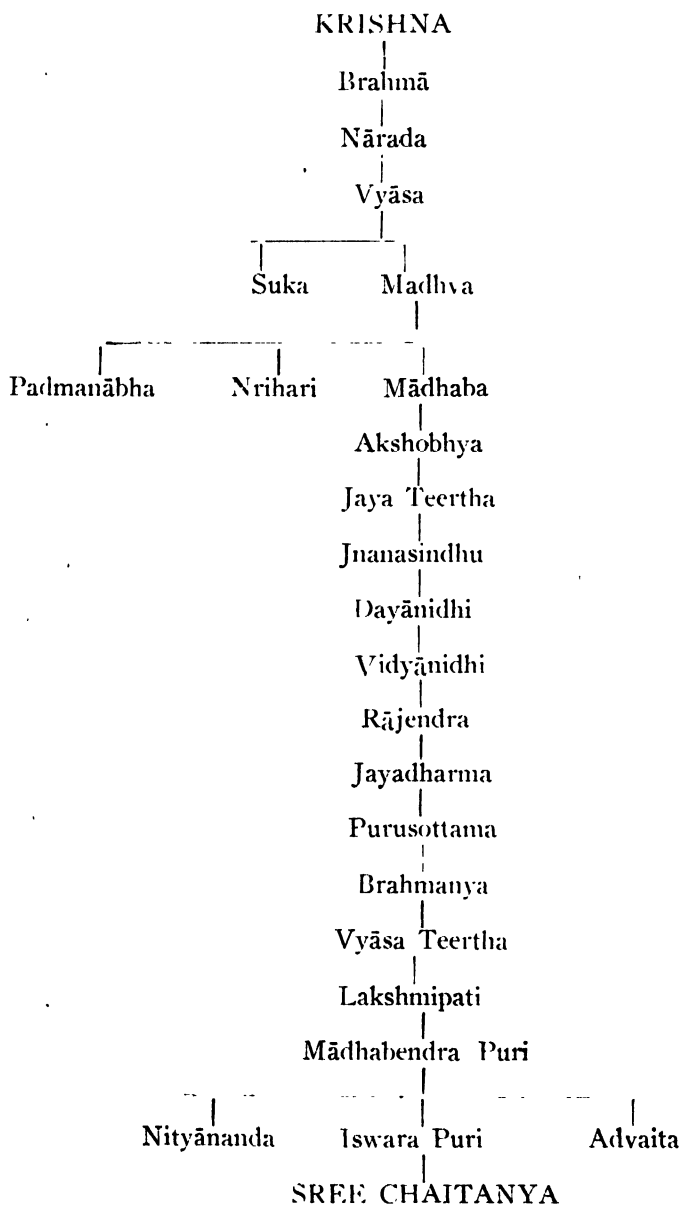 KRISHNA
Brahmā
Nārada
Vyāsa
Suka Madhva
Padmanābha Nrihari Mādhaba
Akshobhya
Jaya Teertha
Jnanasindhu
Dayānidhi
Vidyānidhi
Rājendra
Jayadharma
Purusottama
Brahmanya
Vyāsa Teertha
Lakshmipati
Mādhabendra Puri
Nityānanda Iswara Puri Advaita
SREE CHAITANYA